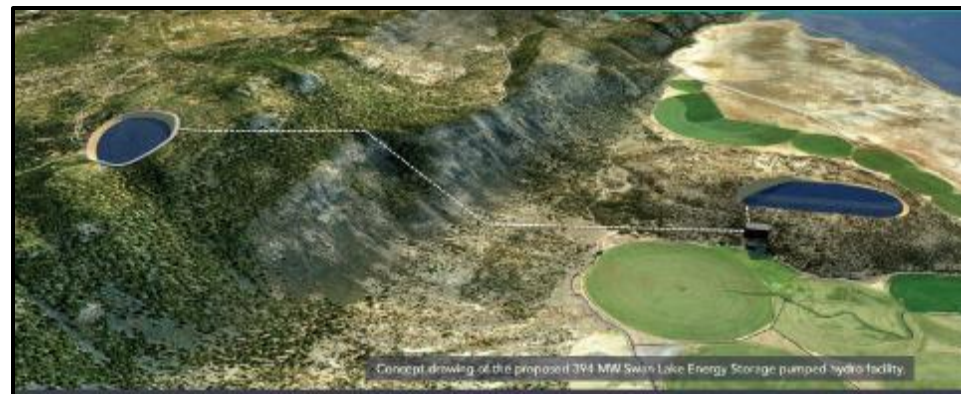 Concept drawing of the proposed 394 MW Swan Lake Energy Storage pumped hydro facility.